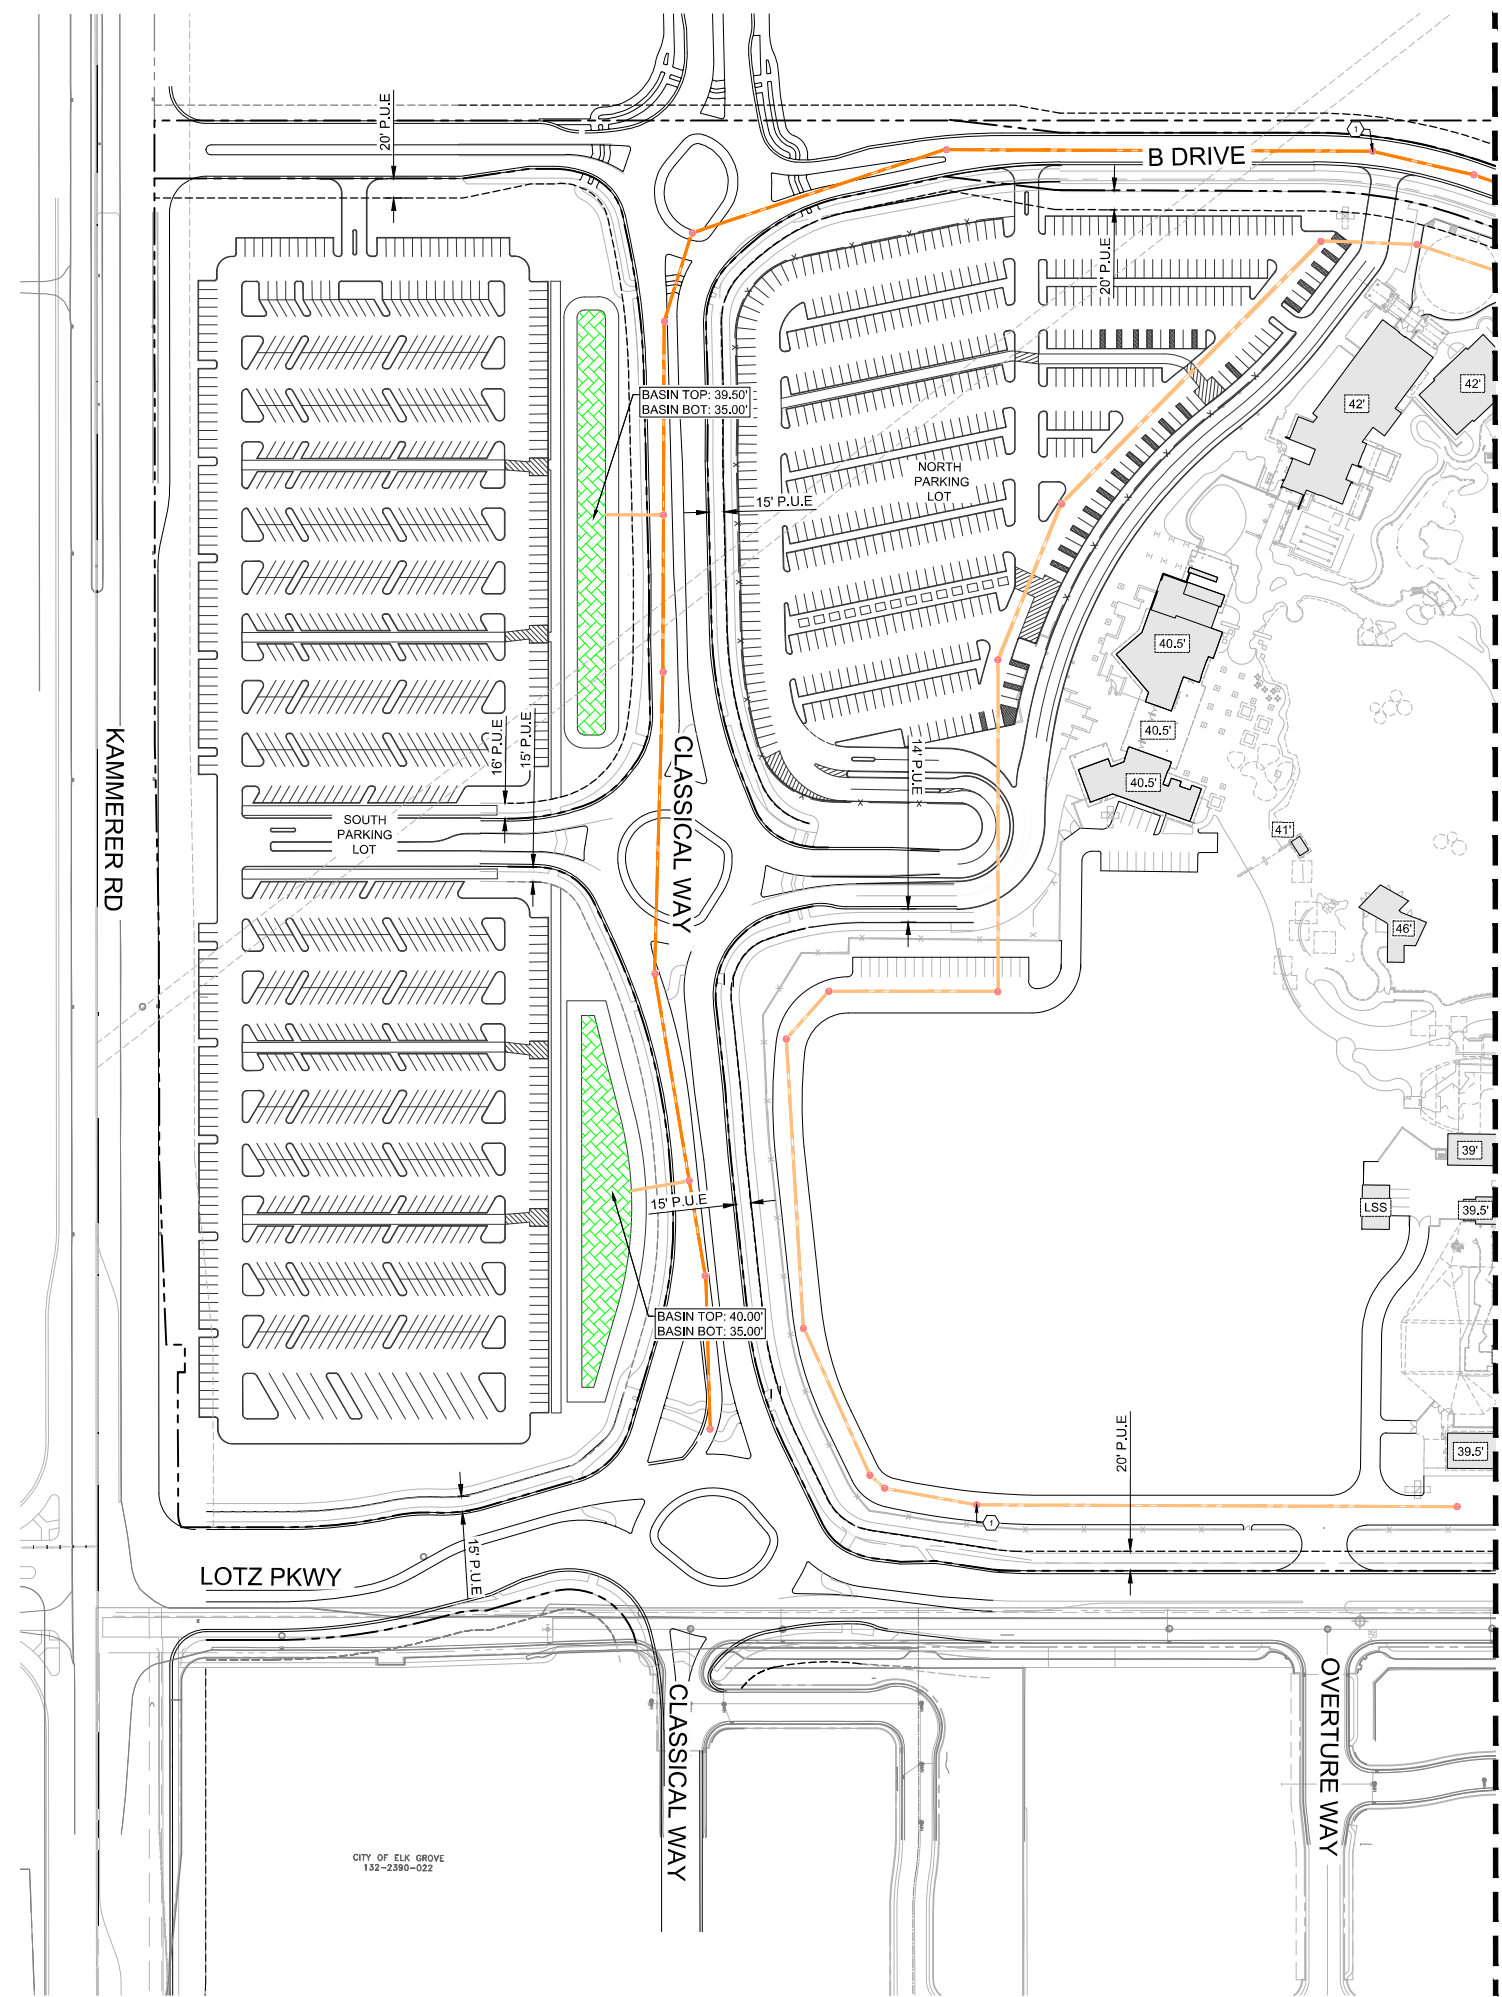 20' P.U.E
1
B DRIVE
20' P.U.E
BASIN TOP: 39.50'
BASIN BOT: 35.00'
42'
42'
NORTH
PARKING
LOT
15' P.U.E
40.5'
40.5'
40.5'
16' P.U.E
15' P.U.E
14' P.U.E
KAMMERER RD
CLASSICAL WAY
SOUTH
PARKING
LOT
41'
46'
39'
15' P.U.E
LSS
39.5'
BASIN TOP: 40.00'
BASIN BOT: 35.00'
20' P.U.E
39.5'
1
15' P.U.E
LOTZ PKWY
CLASSICAL WAY
OVERTURE WAY
CITY OF ELK GROVE
132-2390-022